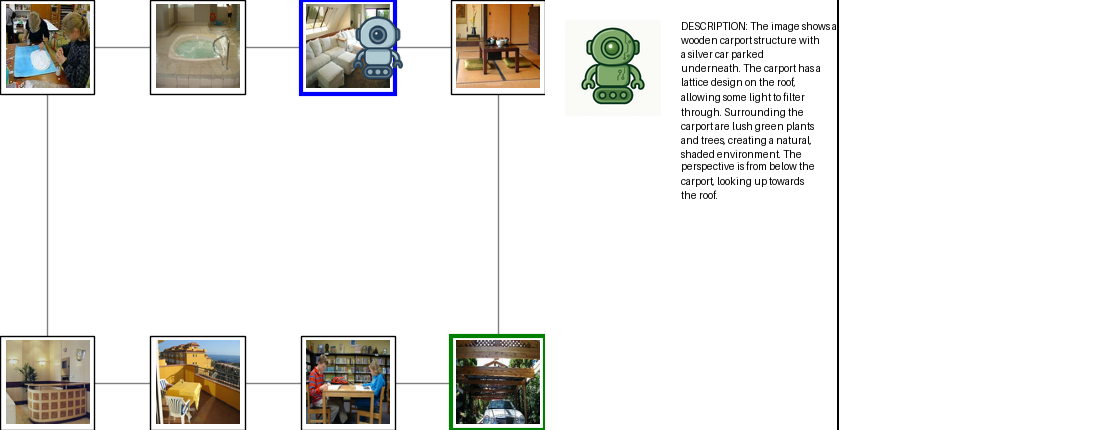 DESCRIPTION: The image shows a
wooden carport structure with
a silver car parked
underneath. The carport has a
lattice design on the roof,
allowing some light to filter
through. Surrounding the
carport are lush green plants
and trees, creating a natural,
shaded environment. The
perspective is from below the
carport, looking up towards
the roof.